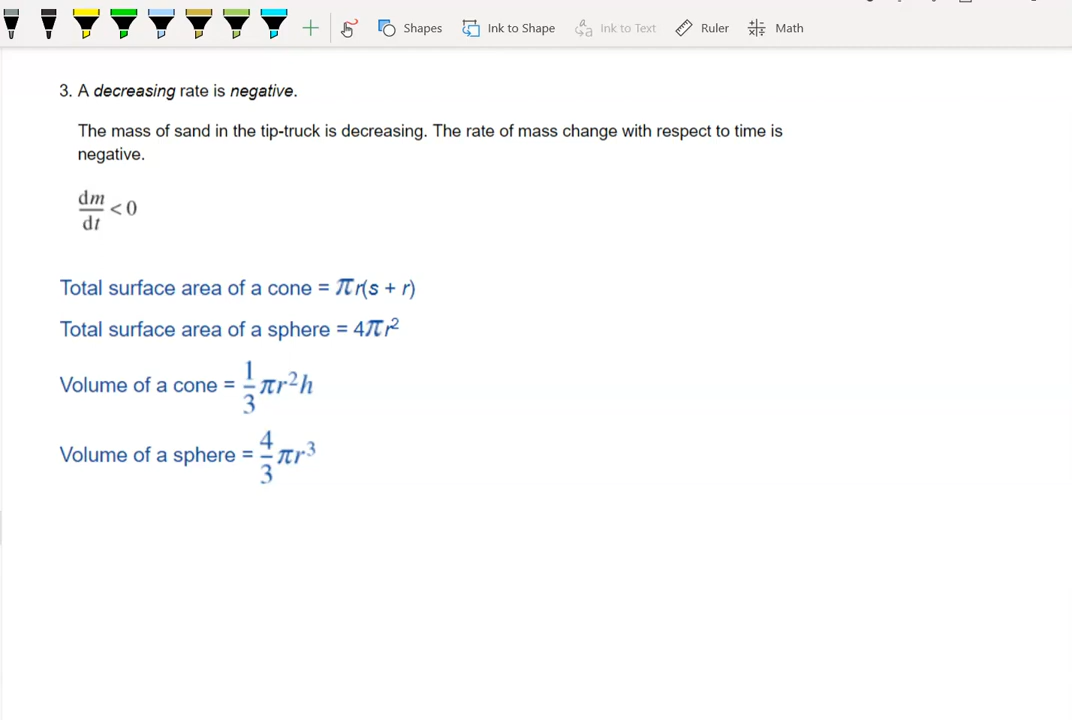 Shapes Ink to Shape Ink to Text Ruler Math
3. A decreasing rate is negative.
The mass of sand in the tip-truck is decreasing. The rate of mass change with respect to time is
negative.
dm/dt < 0
Total surface area of a cone = πr(s + r)
Total surface area of a sphere = 4πr²
Volume of a cone = 1/3 πr²h
Volume of a sphere = 4/3 πr³